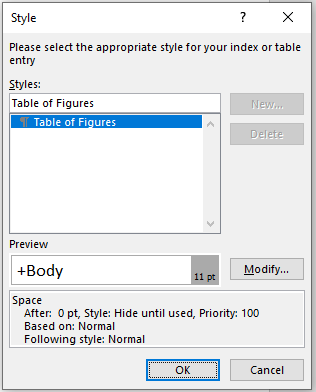 Style
?
Please select the appropriate style for your index or table
entry
Styles:
Table of Figures
New...
¶ Table of Figures
Delete
Preview
+Body
11 pt
Modify...
Space
After:  0 pt, Style: Hide until used, Priority: 100
Based on: Normal
Following style: Normal
OK
Cancel